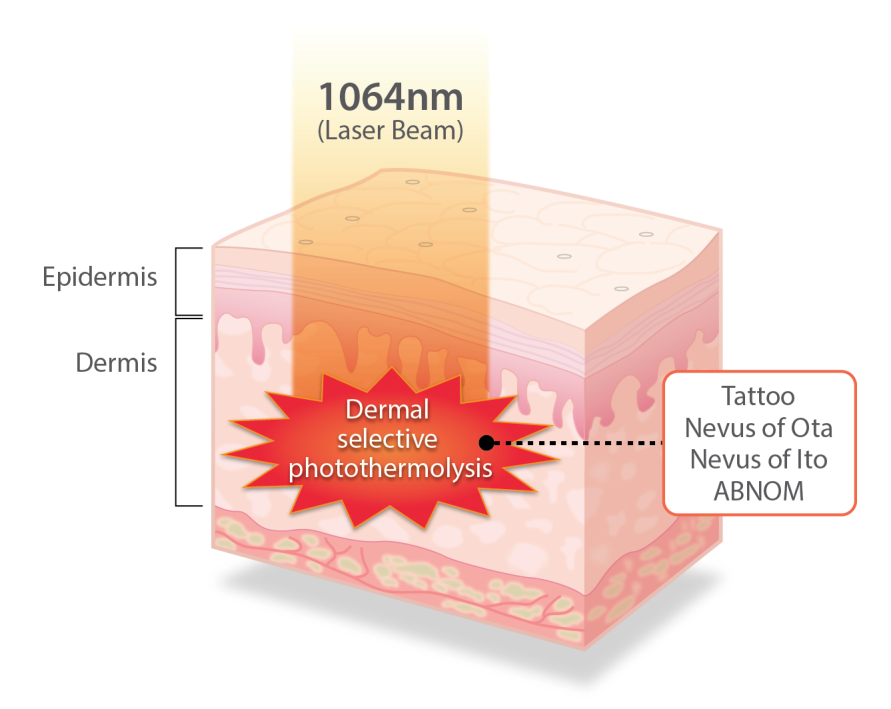 1064nm
(Laser Beam)
Epidermis
Dermis
Dermal
selective
photothermolysis
Tattoo
Nevus of Ota
Nevus of Ito
ABNOM